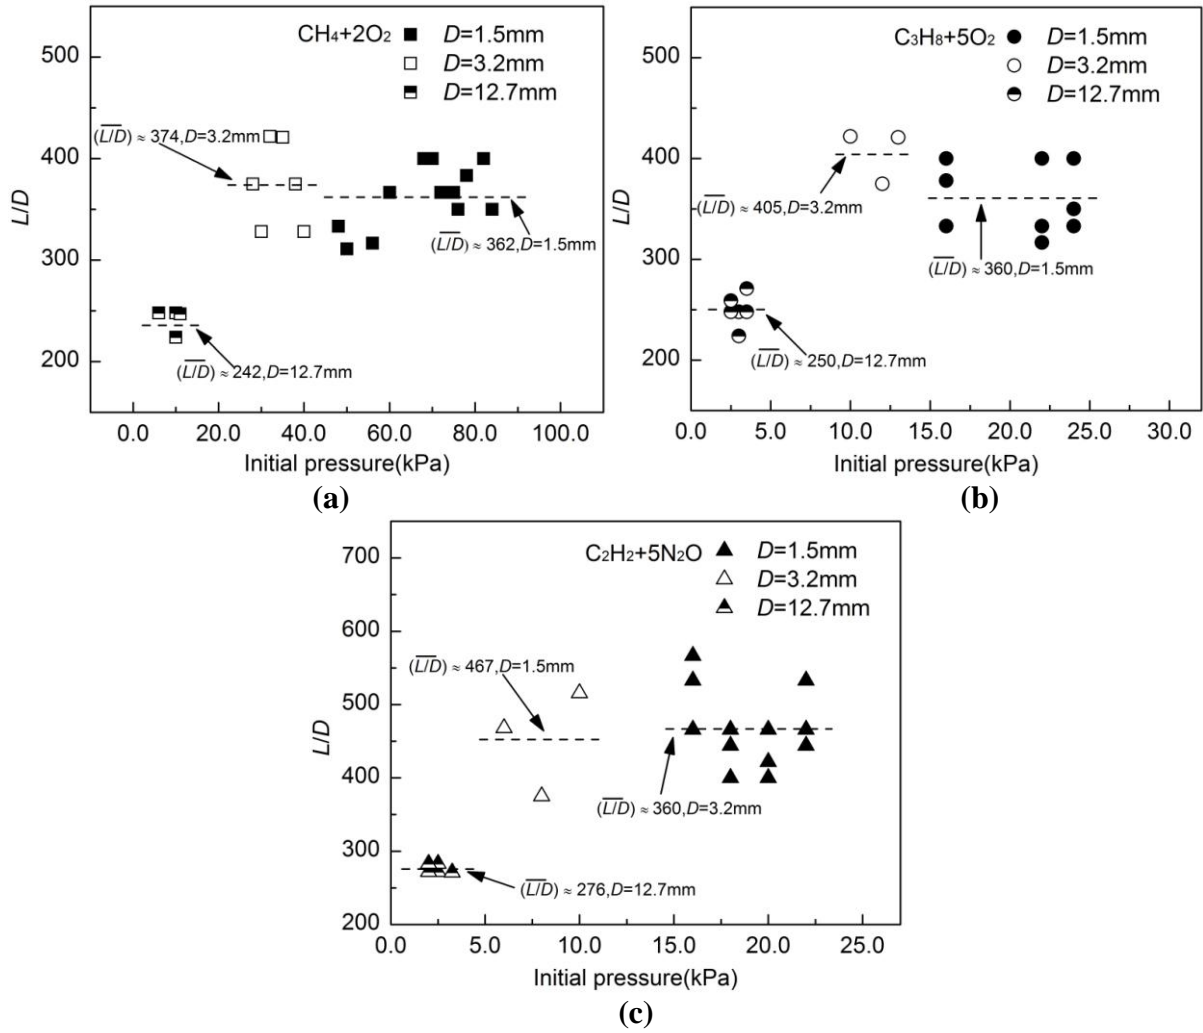 CH₄+2O₂
D=1.5mm
D=3.2mm
D=12.7mm
500
400
300
200
L/D
(L/D) ≈ 374,D=3.2mm
(L/D) ≈ 362,D=1.5mm
(L/D) ≈242,D=12.7mm
0.0 20.0 40.0 60.0 80.0 100.0
Initial pressure(kPa)
(a)
C₃H₈+5O₂
D=1.5mm
D=3.2mm
D=12.7mm
500
400
300
200
L/D
(L/D) ≈ 405,D=3.2mm
(L/D) ≈ 360,D=1.5mm
(L/D) ≈ 250,D=12.7mm
0.0 5.0 10.0 15.0 20.0 25.0 30.0
Initial pressure(kPa)
(b)
C₂H₂+5N₂O
D=1.5mm
D=3.2mm
D=12.7mm
700
600
500
400
300
200
L/D
(L/D) ≈ 467,D=1.5mm
(L/D) ≈ 360,D=3.2mm
(L/D) ≈ 276,D=12.7mm
0.0 5.0 10.0 15.0 20.0 25.0
Initial pressure(kPa)
(c)